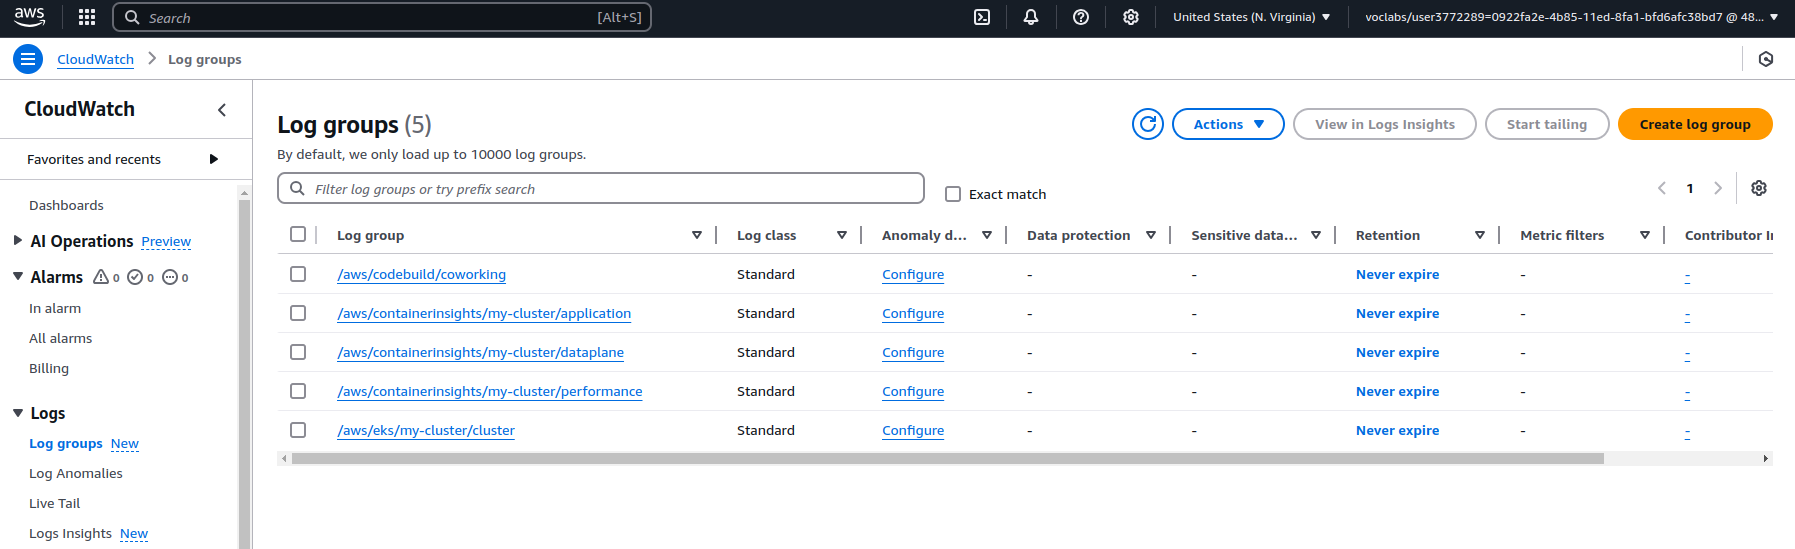 aws
Search [Alt+S] United States (N. Virginia) voclabs/user3772289=0922fa2e-4b85-11ed-8fa1-bfd6afc38bd7 @ 48...
CloudWatch Log groups
CloudWatch
Favorites and recents
Dashboards
AI Operations Preview
Alarms 0 0 0
In alarm
All alarms
Billing
Logs
Log groups New
Log Anomalies
Live Tail
Logs Insights New
Log groups (5)
Actions View in Logs Insights Start tailing Create log group
By default, we only load up to 10000 log groups.
Filter log groups or try prefix search Exact match 1
Log group Log class Anomaly d... Data protection Sensitive data... Retention Metric filters Contributor I
/aws/codebuild/coworking Standard Configure - - Never expire - -
/aws/containerinsights/my-cluster/application Standard Configure - - Never expire - -
/aws/containerinsights/my-cluster/dataplane Standard Configure - - Never expire - -
/aws/containerinsights/my-cluster/performance Standard Configure - - Never expire - -
/aws/eks/my-cluster/cluster Standard Configure - - Never expire - -